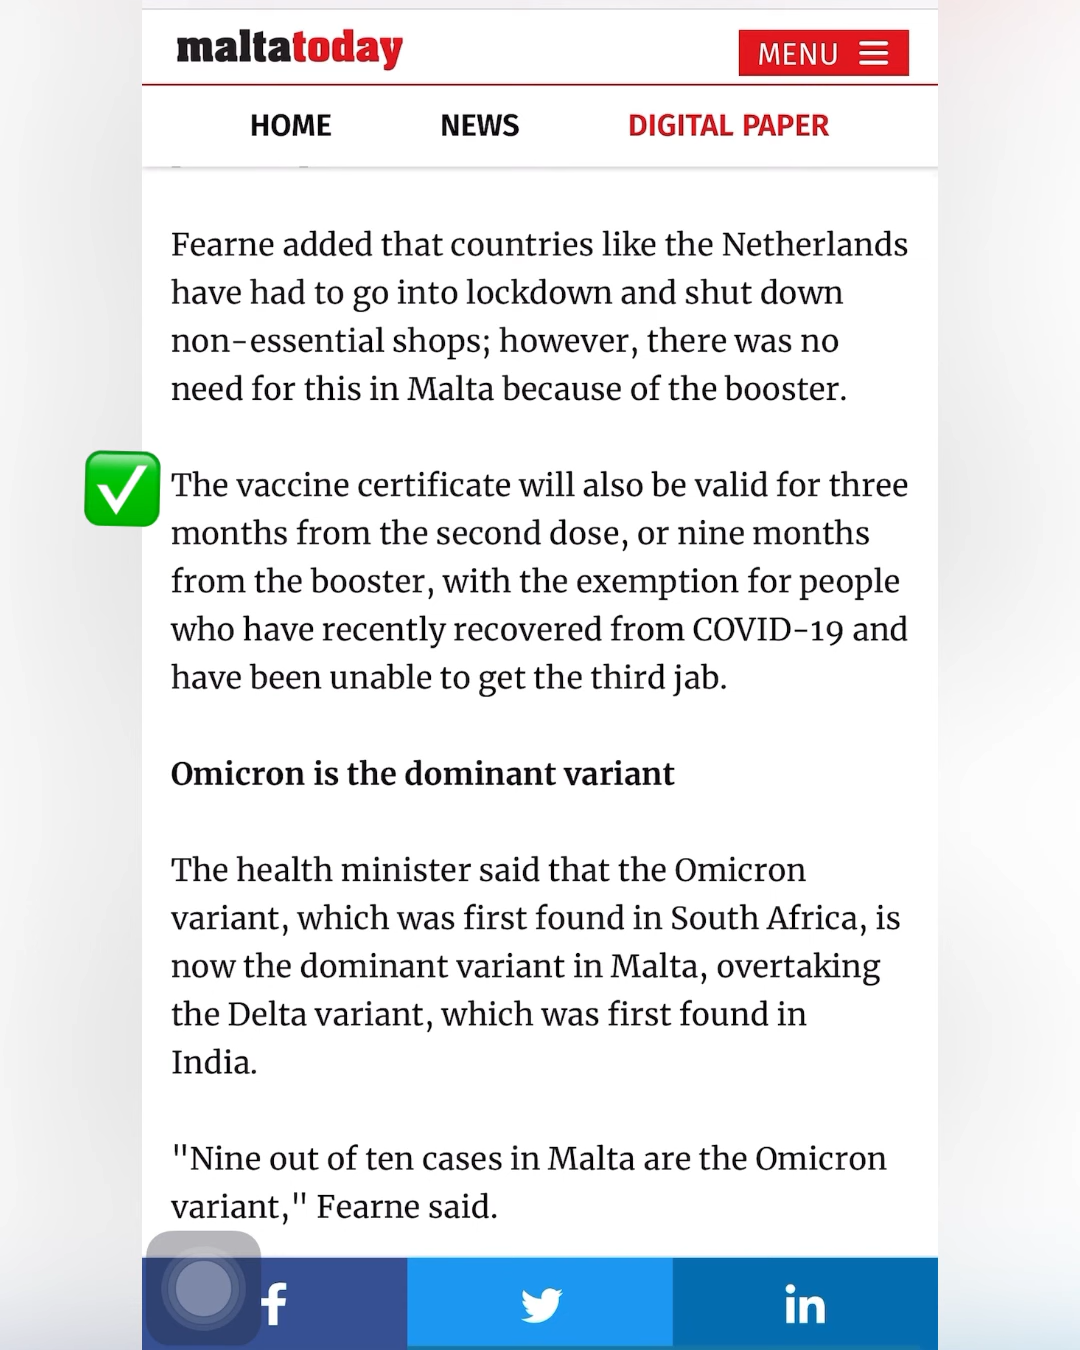 maltatoday
MENU
HOME NEWS DIGITAL PAPER
Fearne added that countries like the Netherlands
have had to go into lockdown and shut down
non-essential shops; however, there was no
need for this in Malta because of the booster.
The vaccine certificate will also be valid for three
months from the second dose, or nine months
from the booster, with the exemption for people
who have recently recovered from COVID-19 and
have been unable to get the third jab.
Omicron is the dominant variant
The health minister said that the Omicron
variant, which was first found in South Africa, is
now the dominant variant in Malta, overtaking
the Delta variant, which was first found in
India.
"Nine out of ten cases in Malta are the Omicron
variant," Fearne said.
f in